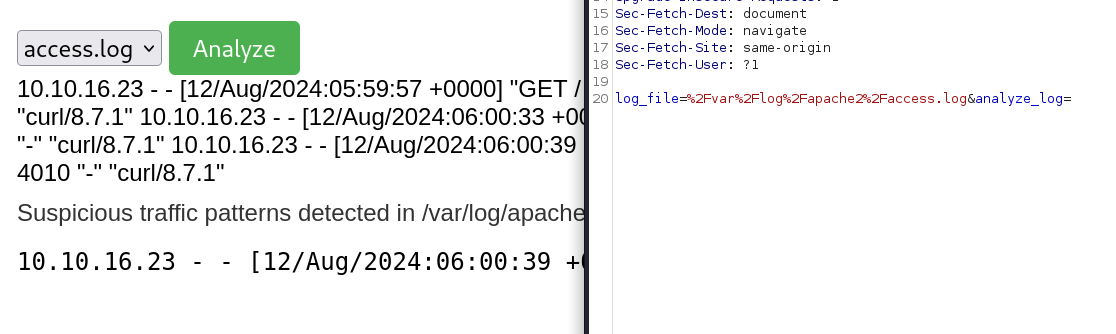 access.log
Analyze
10.10.16.23 - - [12/Aug/2024:05:59:57 +0000] "GET /
"curl/8.7.1" 10.10.16.23 - - [12/Aug/2024:06:00:33 +00
"-" "curl/8.7.1" 10.10.16.23 - - [12/Aug/2024:06:00:39
4010 "-" "curl/8.7.1"
Suspicious traffic patterns detected in /var/log/apache
10.10.16.23 - - [12/Aug/2024:06:00:39 +0
15 Sec-Fetch-Dest: document
16 Sec-Fetch-Mode: navigate
17 Sec-Fetch-Site: same-origin
18 Sec-Fetch-User: ?1
19
20 log_file=%2Fvar%2Flog%2Fapache2%2Faccess.log&analyze_log=